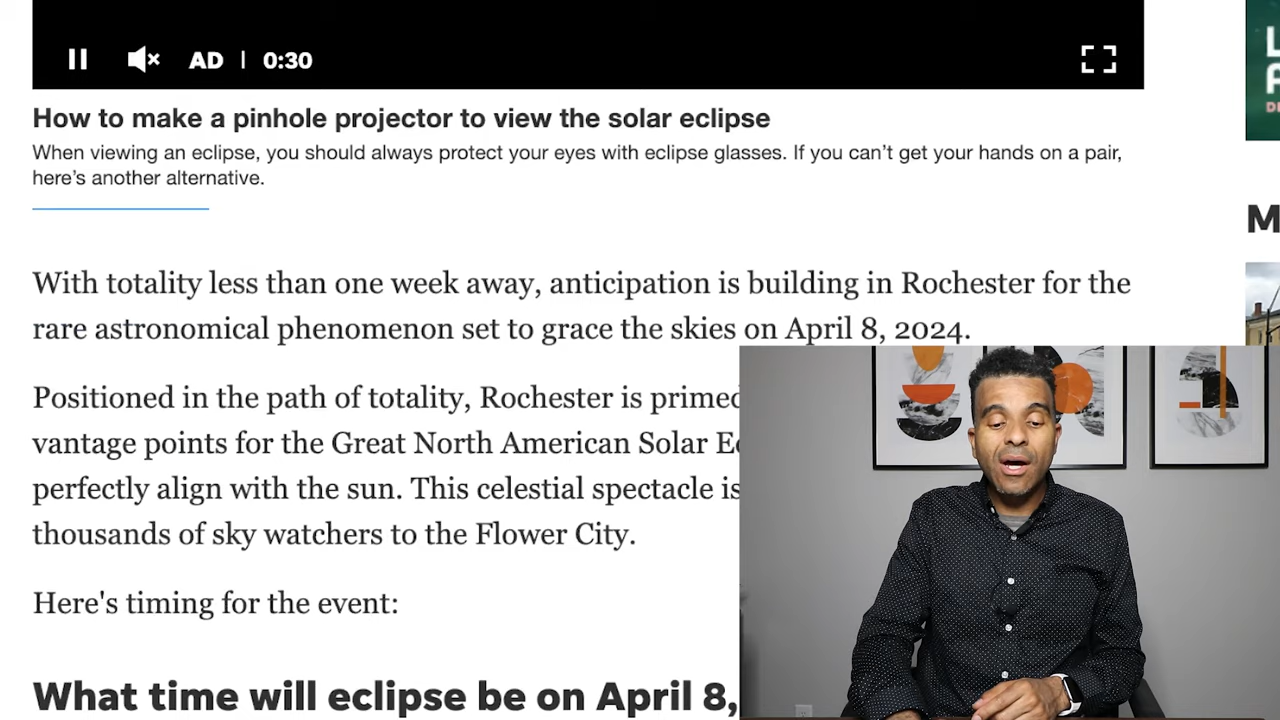 AD | 0:30
How to make a pinhole projector to view the solar eclipse
When viewing an eclipse, you should always protect your eyes with eclipse glasses. If you can’t get your hands on a pair,
here’s another alternative.
With totality less than one week away, anticipation is building in Rochester for the
rare astronomical phenomenon set to grace the skies on April 8, 2024.
Positioned in the path of totality, Rochester is primed
vantage points for the Great North American Solar
perfectly align with the sun. This celestial spectacle is
thousands of sky watchers to the Flower City.
Here's timing for the event:
What time will eclipse be on April 8,
M